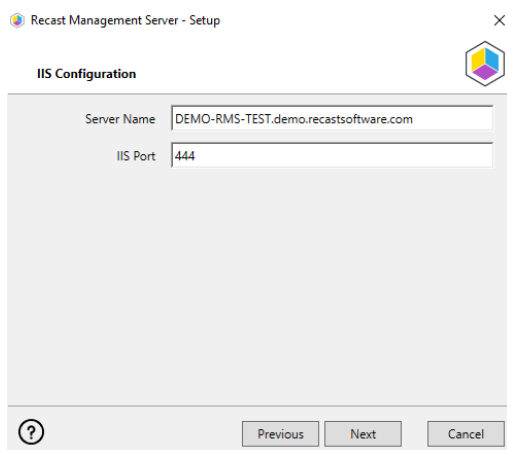 Recast Management Server - Setup
IIS Configuration
Server Name DEMO-RMS-TEST.demo.recastsoftware.com
IIS Port 444
? Previous Next Cancel